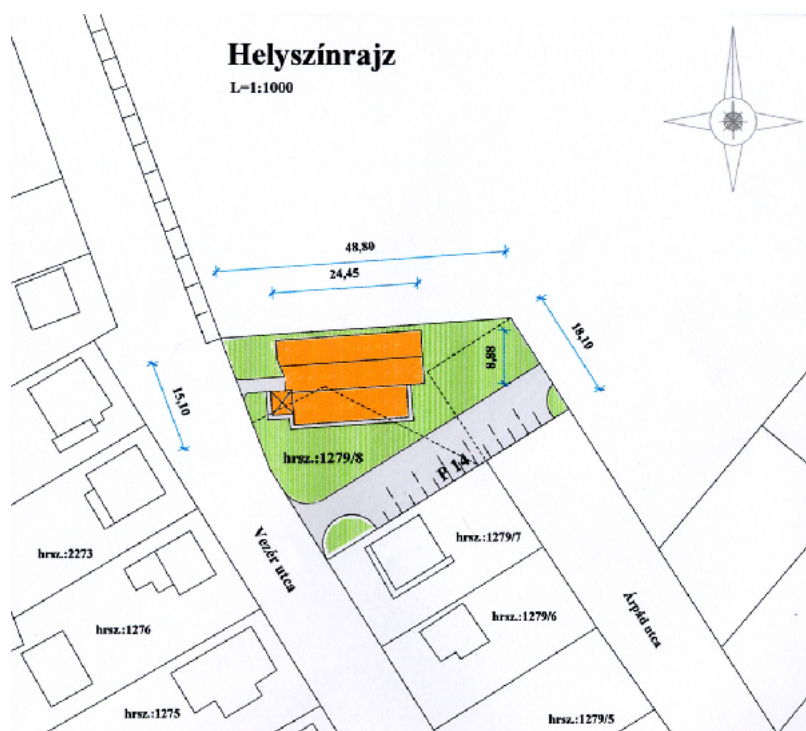 Helyszínrajz
L=1:1000
48,80
24,45
18,10
8,88
15,10
hrsz.:1279/8
P 14
hrsz.:1279/7
hrsz.:2273
Vezér utca
hrsz.:1276
hrsz.:1279/6
Árpád utca
hrsz.:1275
hrsz.:1279/5